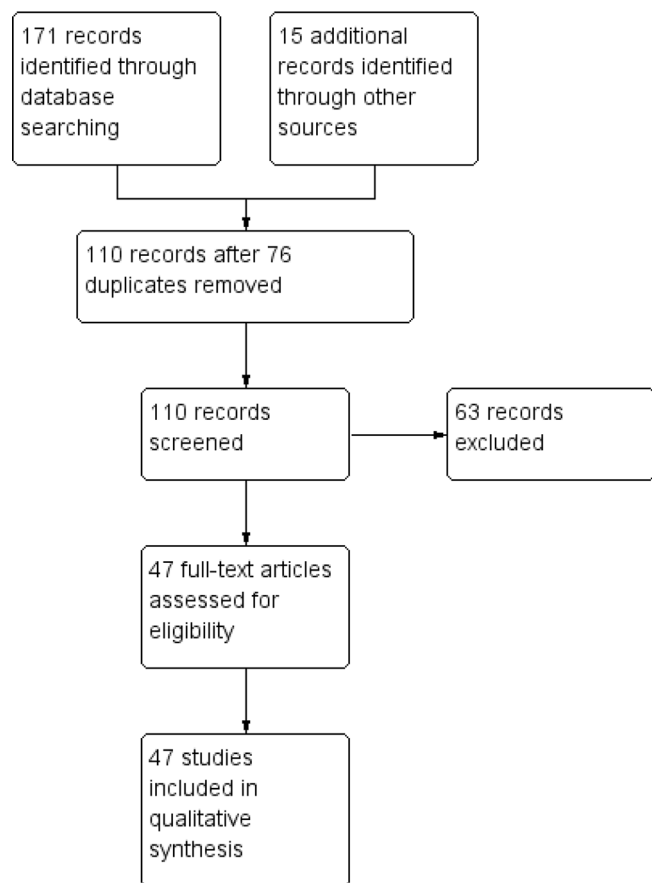 171 records
identified through
database
searching
15 additional
records identified
through other
sources
110 records after 76
duplicates removed
110 records
screened
63 records
excluded
47 full-text articles
assessed for
eligibility
47 studies
included in
qualitative
synthesis